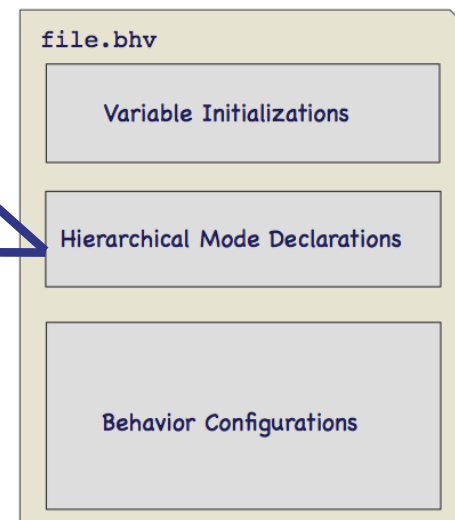 file.bhv
Variable Initializations
Hierarchical Mode Declarations
Behavior Configurations